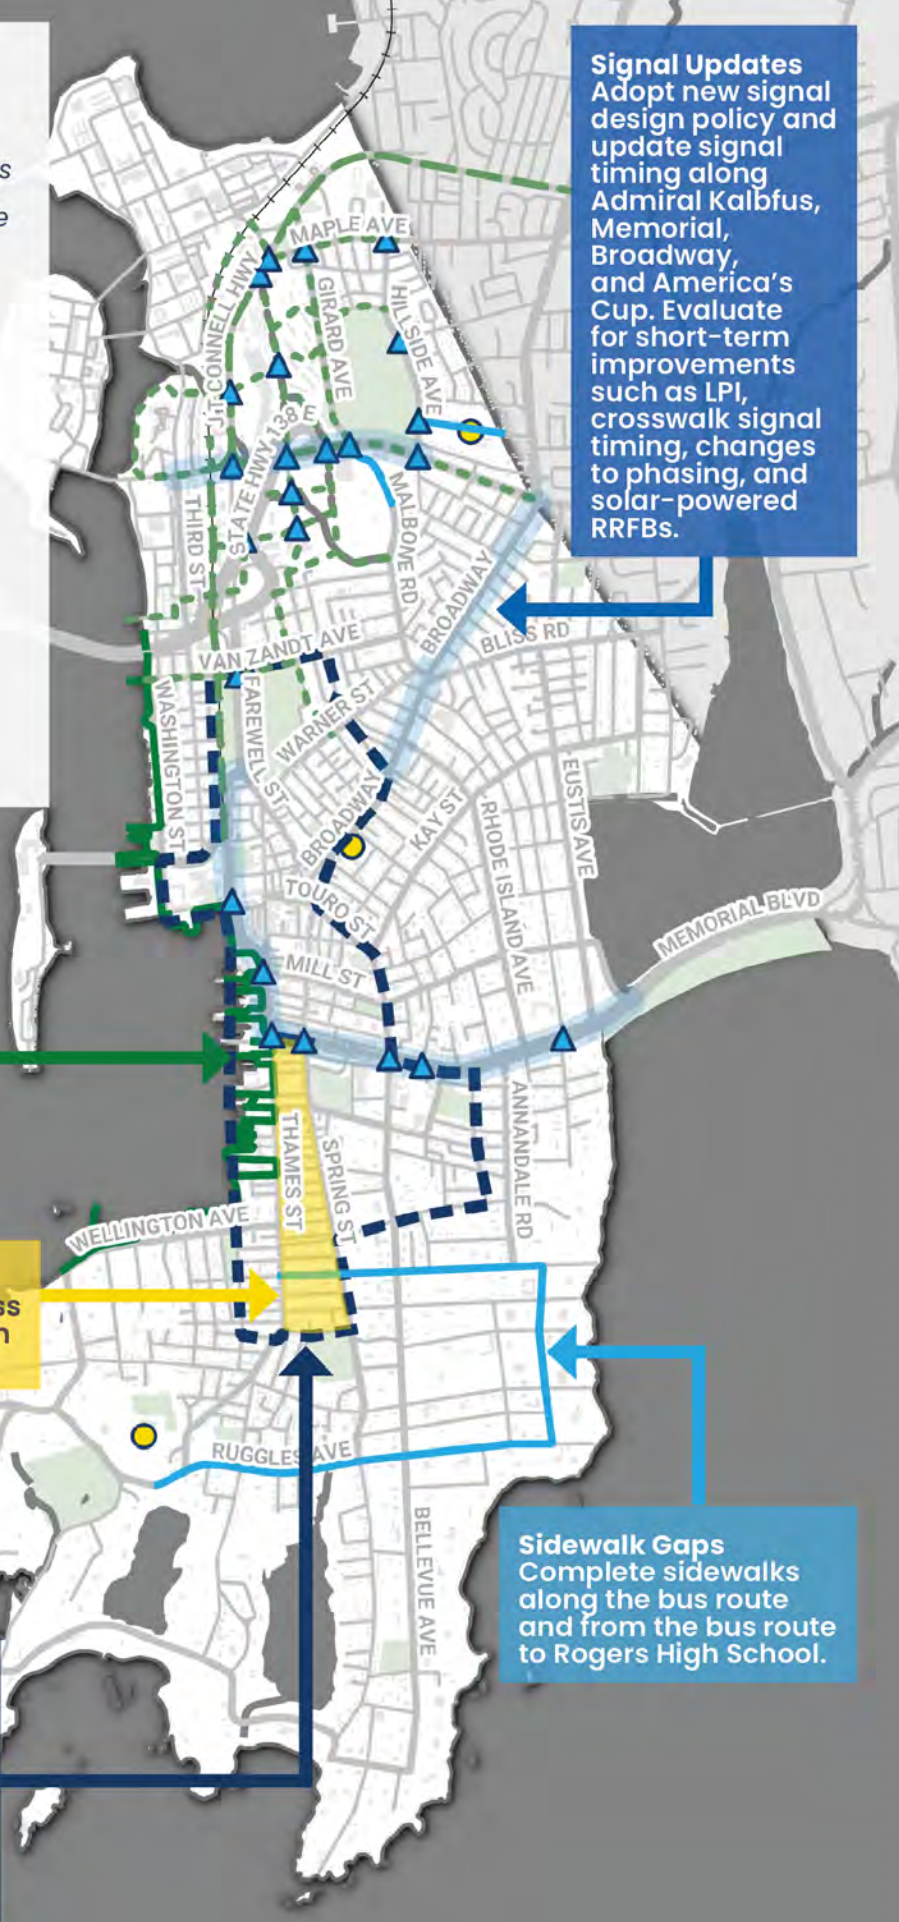 s
e
Signal Updates
Adopt new signal
design policy and
update signal
timing along
Admiral Kalbfus,
Memorial,
Broadway,
and America's
Cup. Evaluate
for short-term
improvements
such as LPI,
crosswalk signal
timing, changes
to phasing, and
solar-powered
RRFBs.
MAPLE AVE
J.T. CONNELL HWY
GIRARD AVE
HILLSIDE AVE
STATE HWY 138 E
THIRD ST
MALBONE RD
BROADWAY
BLISS RD
VAN ZANDT AVE
WASHINGTON ST
FAREWELL ST
WARNER ST
BROADWAY
KAY ST
EUSTIS AVE
RHODE ISLAND AVE
TOURO ST
MEMORIAL BLVD
MILL ST
THAMES ST
SPRING ST
ANNANDALE RD
WELLINGTON AVE
ss
n
RUGGLES AVE
BELLEVUE AVE
Sidewalk Gaps
Complete sidewalks
along the bus route
and from the bus route
to Rogers High School.